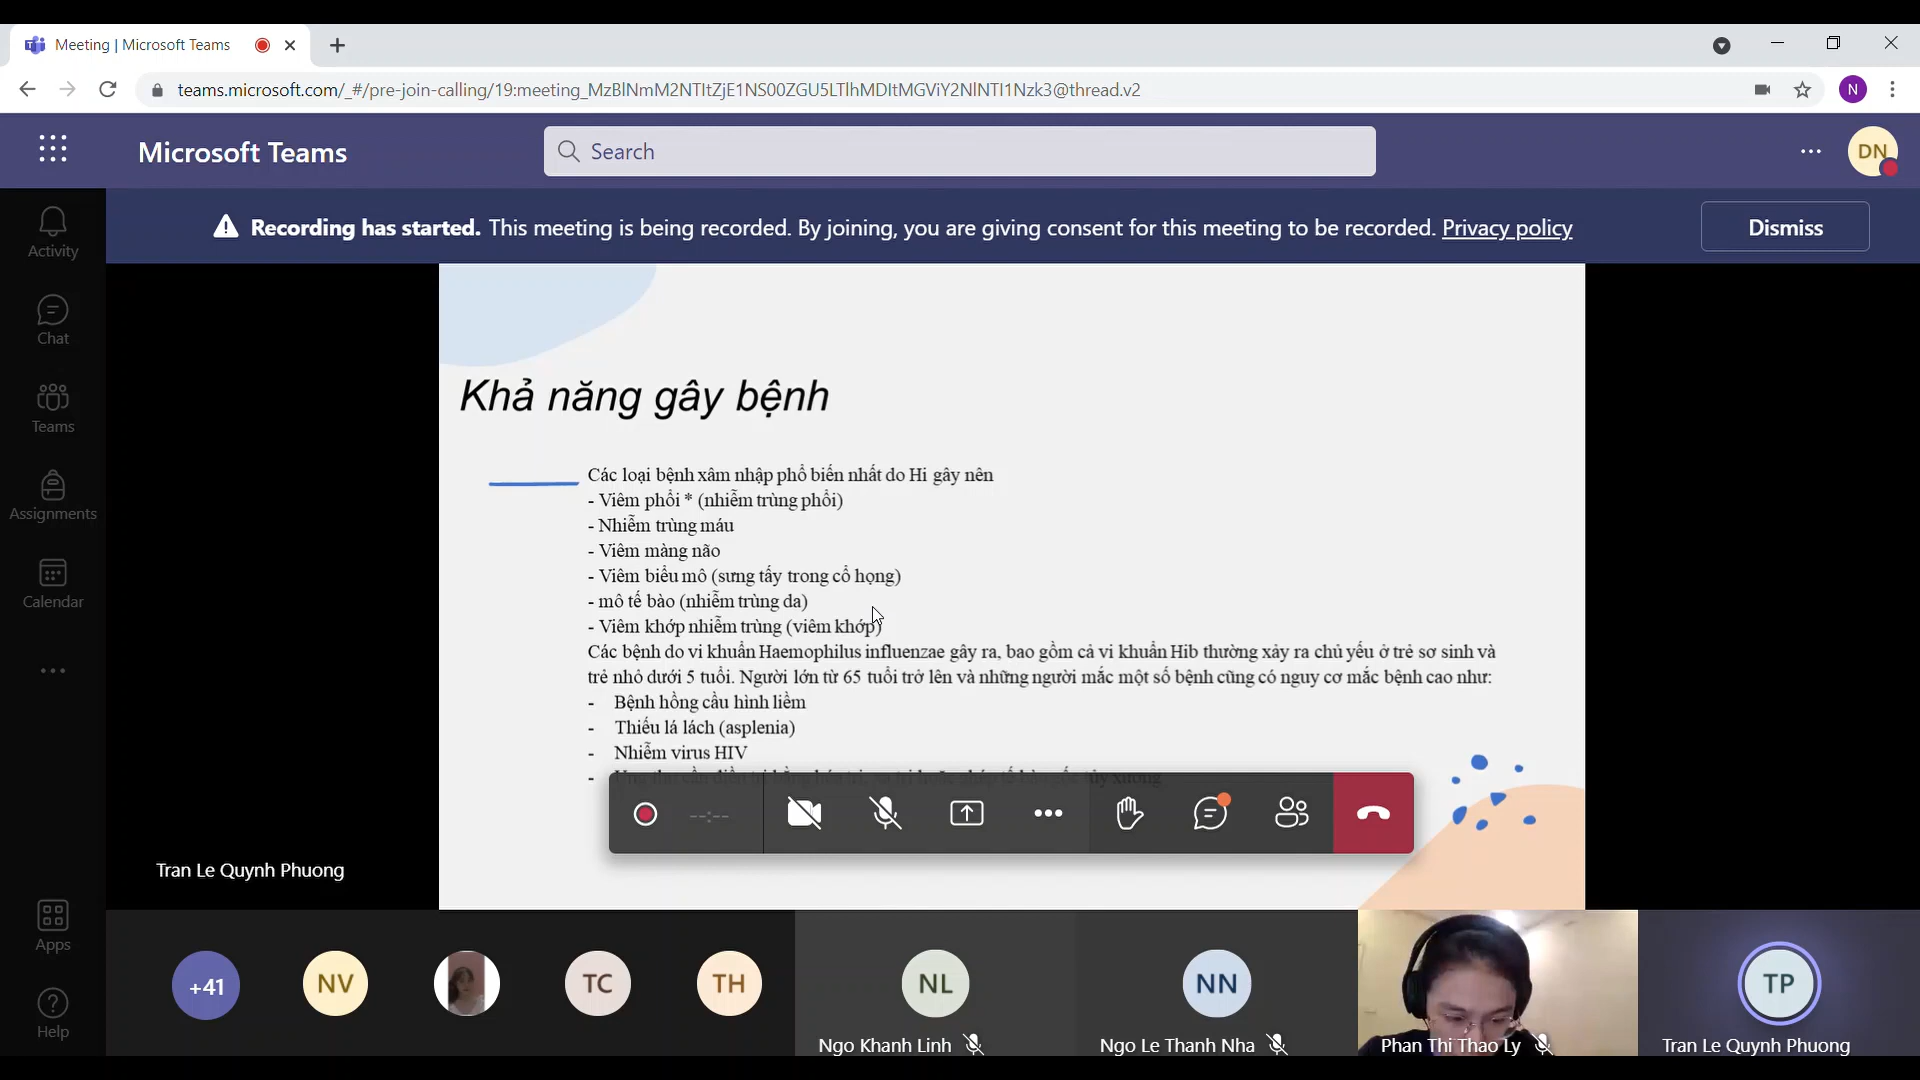 Meeting | Microsoft Teams
teams.microsoft.com/_#/pre-join-calling/19:meeting_MzBlNmM2NTItZjE1NS00ZGU5LTlhMDItMGViY2NlNTI1Nzk3@thread.v2
N
Microsoft Teams
Search
DN
Recording has started. This meeting is being recorded. By joining, you are giving consent for this meeting to be recorded. Privacy policy
Dismiss
Activity
Chat
Teams
Assignments
Calendar
Apps
Help
Khả năng gây bệnh
Các loại bệnh xâm nhập phổ biến nhất do Hi gây nên
- Viêm phổi * (nhiễm trùng phổi)
- Nhiễm trùng máu
- Viêm màng não
- Viêm biểu mô (sưng tấy trong cổ họng)
- mô tế bào (nhiễm trùng da)
- Viêm khớp nhiễm trùng (viêm khớp)
Các bệnh do vi khuẩn Haemophilus influenzae gây ra, bao gồm cả vi khuẩn Hib thường xảy ra chủ yếu ở trẻ sơ sinh và
trẻ nhỏ dưới 5 tuổi. Người lớn từ 65 tuổi trở lên và những người mắc một số bệnh cũng có nguy cơ mắc bệnh cao như:
- Bệnh hồng cầu hình liềm
- Thiếu lá lách (asplenia)
- Nhiễm virus HIV
- tủy xương
--:--
Tran Le Quynh Phuong
+41
NV
TC
TH
NL
Ngo Khanh Linh
NN
Ngo Le Thanh Nha
Phan Thi Thao Ly
TP
Tran Le Quynh Phuong